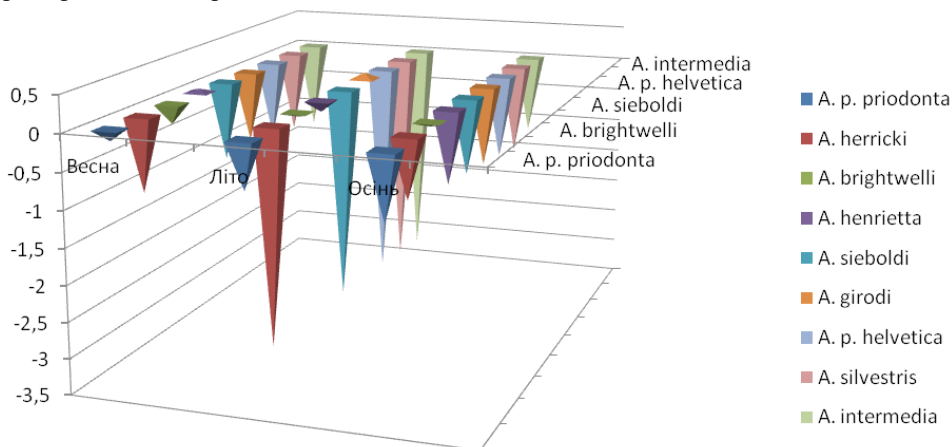 0,5
0
-0,5
-1
-1,5
-2
-2,5
-3
-3,5
Весна
Літо
Осінь
A. intermedia
A. p. helvetica
A. sieboldi
A. brightwelli
A. p. priodonta
A. p. priodonta
A. herricki
A. brightwelli
A. henrietta
A. sieboldi
A. girodi
A. p. helvetica
A. silvestris
A. intermedia